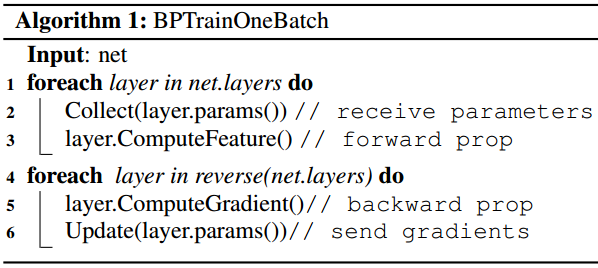 Algorithm 1: BPTrainOneBatch
Input: net
1 foreach layer in net.layers do
2 Collect(layer.params()) // receive parameters
3 layer.ComputeFeature() // forward prop
4 foreach layer in reverse(net.layers) do
5 layer.ComputeGradient()// backward prop
6 Update(layer.params())// send gradients